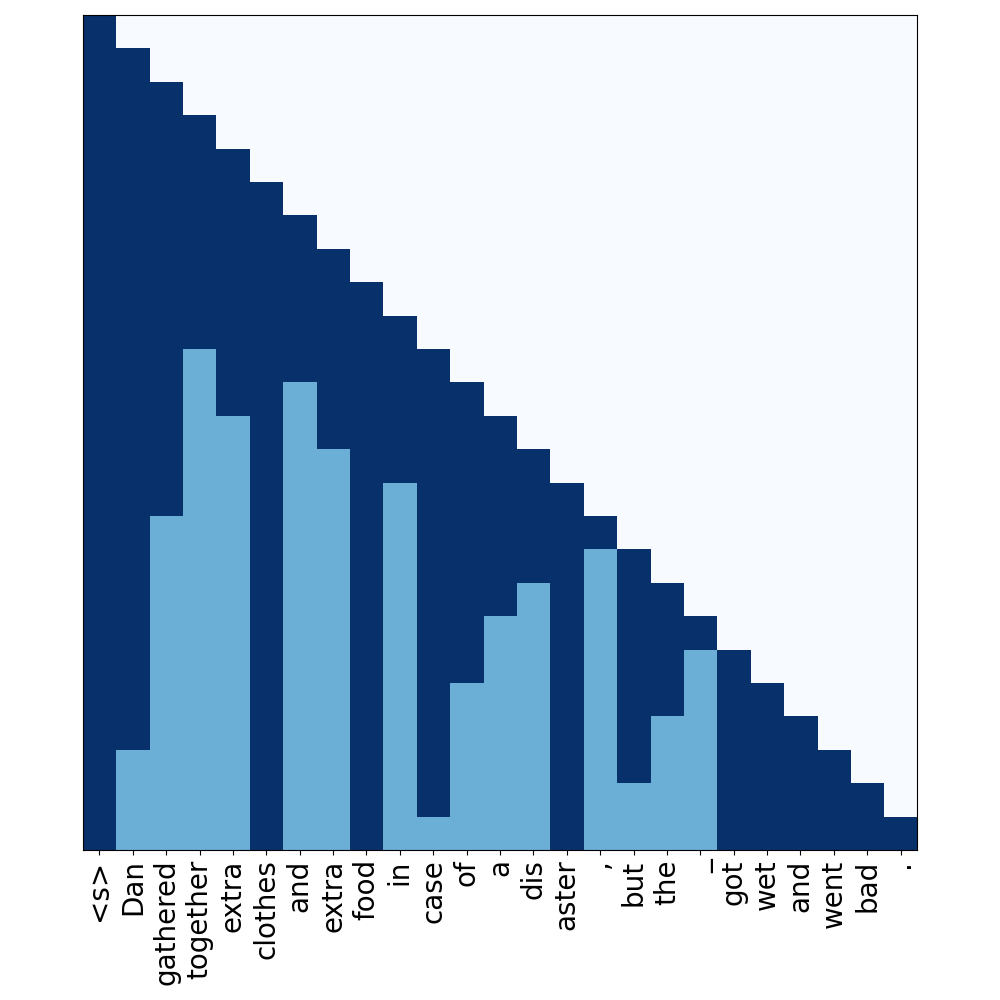 <s>
Dan
gathered
together
extra
clothes
and
extra
food
in
case
of
a
dis
aster
,
but
the
_
got
wet
and
went
bad
.